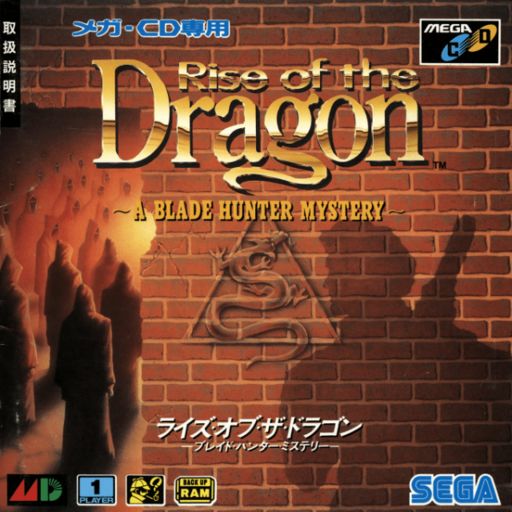 取扱説明書
メガ-CD専用
MEGA
CD
Rise of the
Dragon™
~A BLADE HUNTER MYSTERY~
ライズ・オブ・ザ・ドラゴン
—ブレイド・ハンター・ミステリー—
MD
1
PLAYER
BACK UP
RAM
SEGA